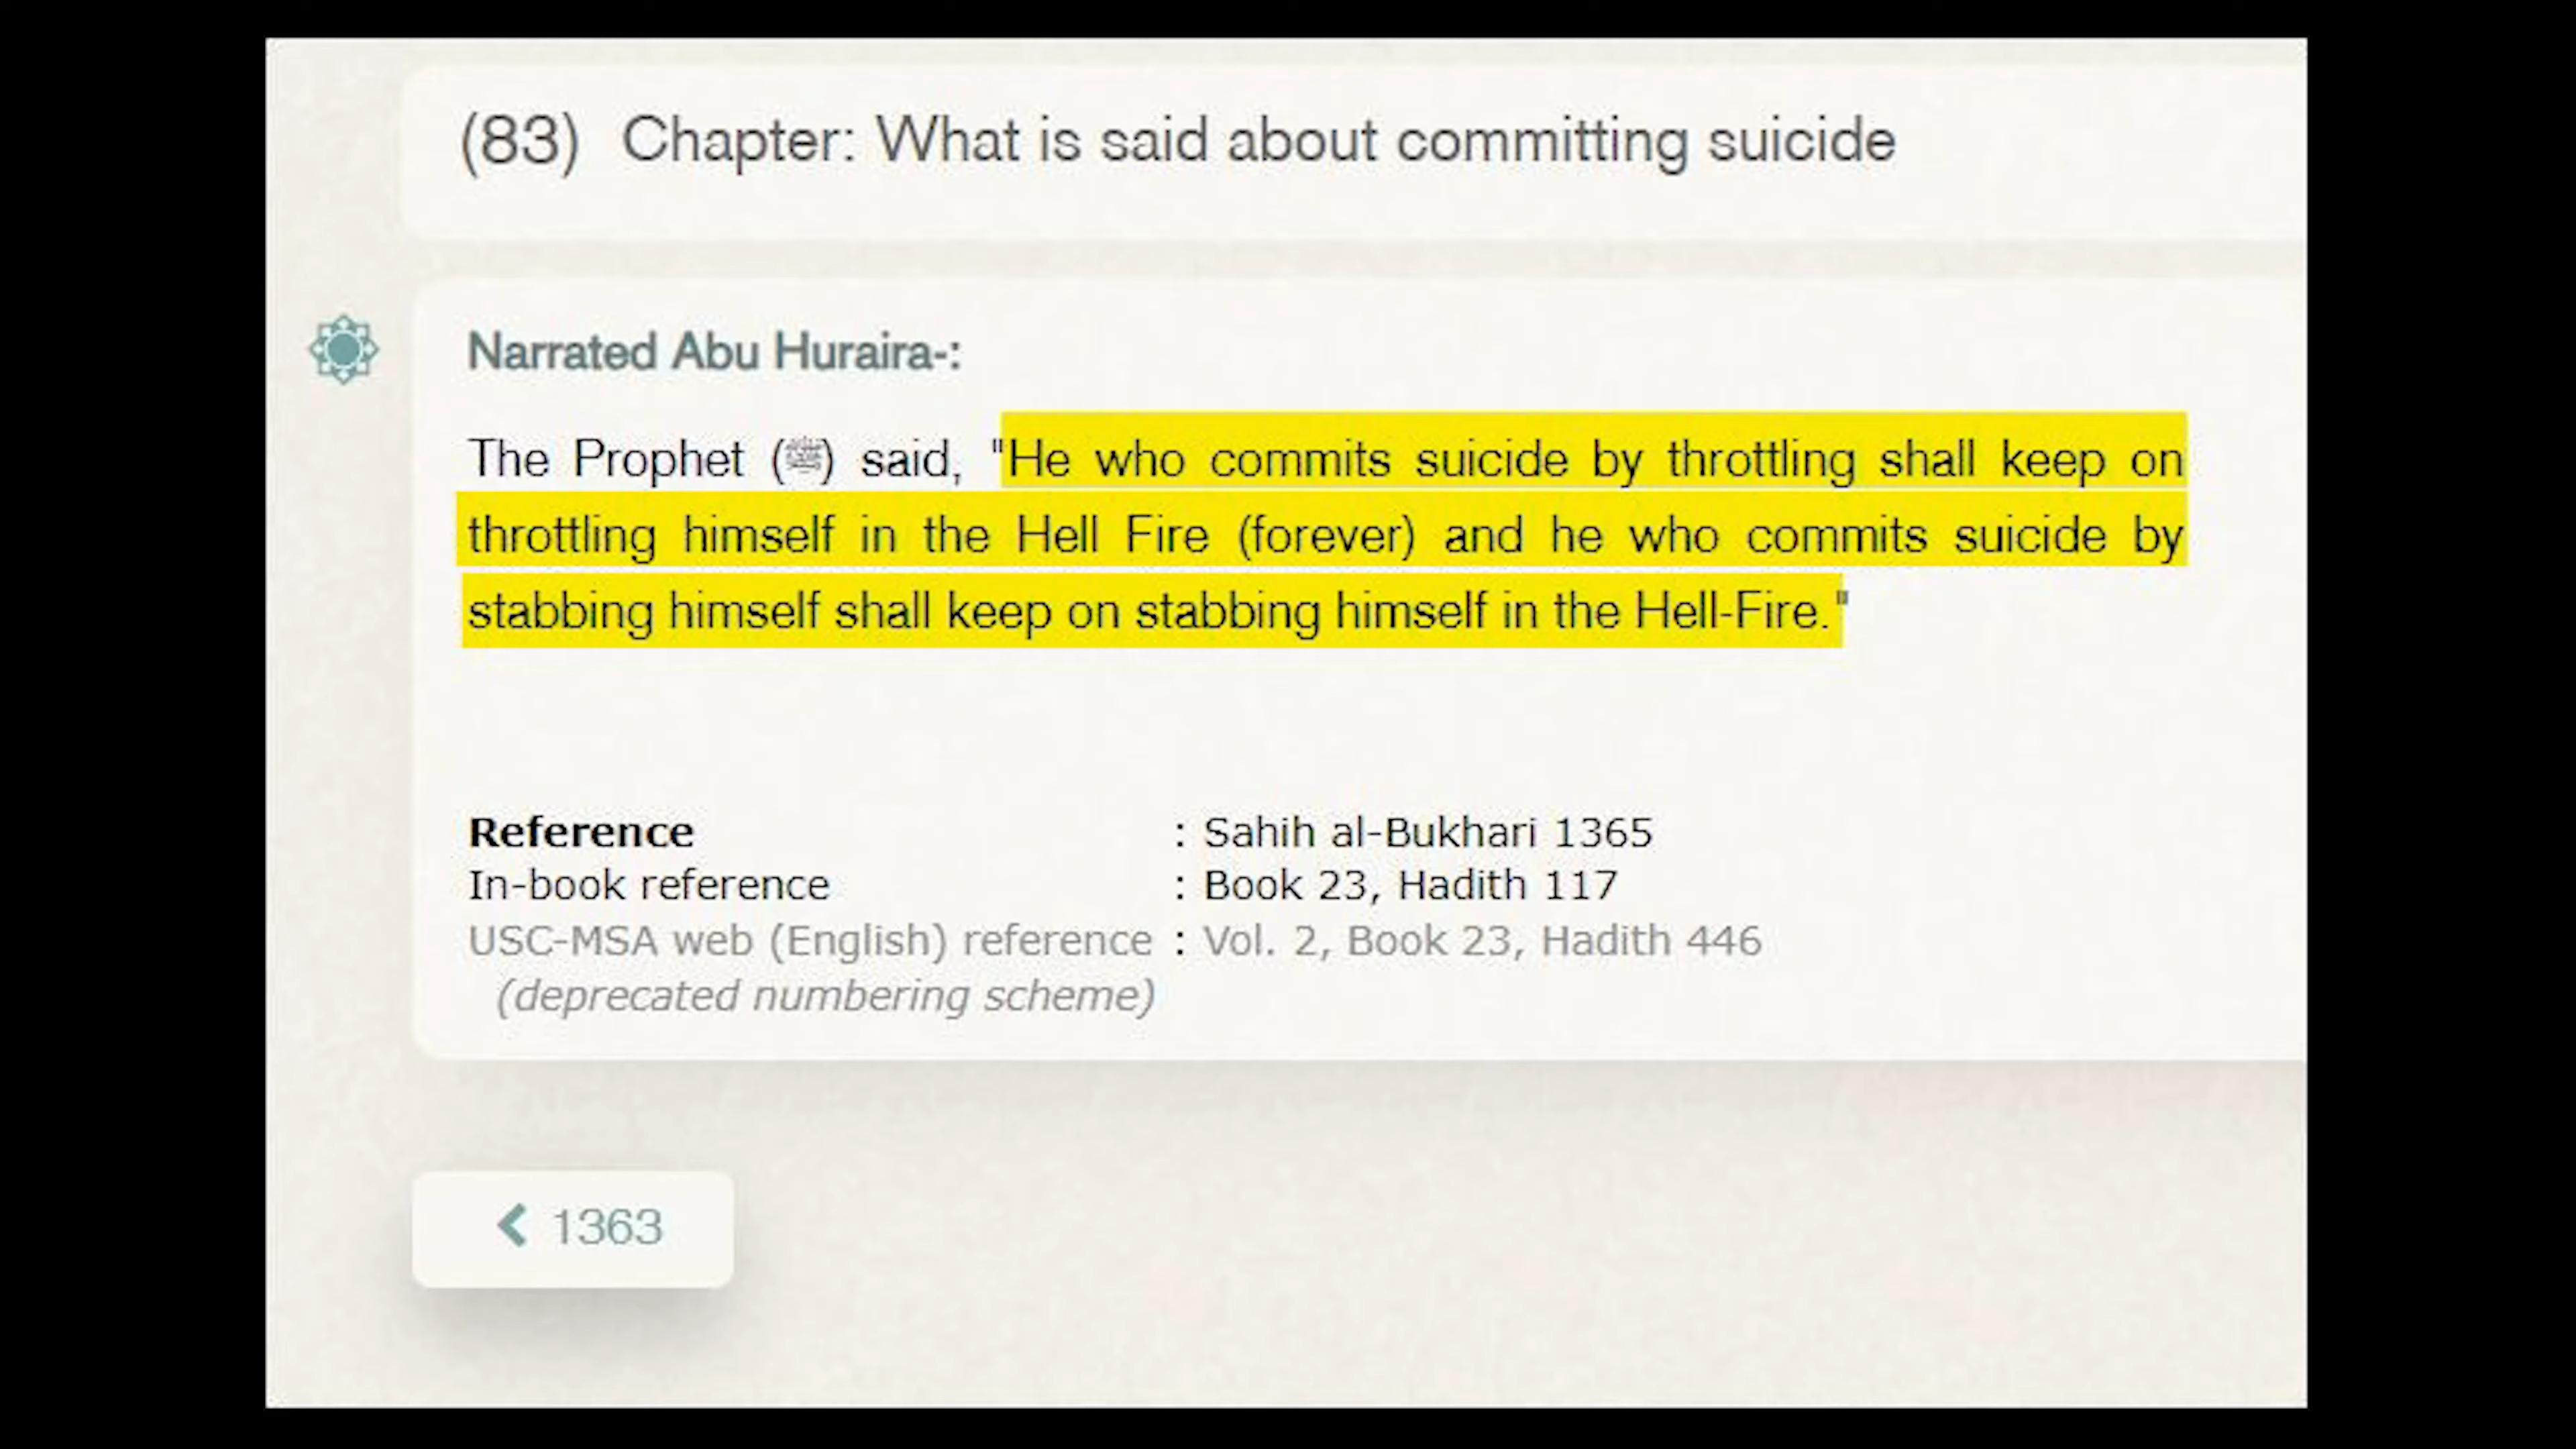 (83) Chapter: What is said about committing suicide
Narrated Abu Huraira-:
The Prophet (ﷺ) said, "He who commits suicide by throttling shall keep on
throttling himself in the Hell Fire (forever) and he who commits suicide by
stabbing himself shall keep on stabbing himself in the Hell-Fire."
Reference : Sahih al-Bukhari 1365
In-book reference : Book 23, Hadith 117
USC-MSA web (English) reference : Vol. 2, Book 23, Hadith 446
(deprecated numbering scheme)
1363